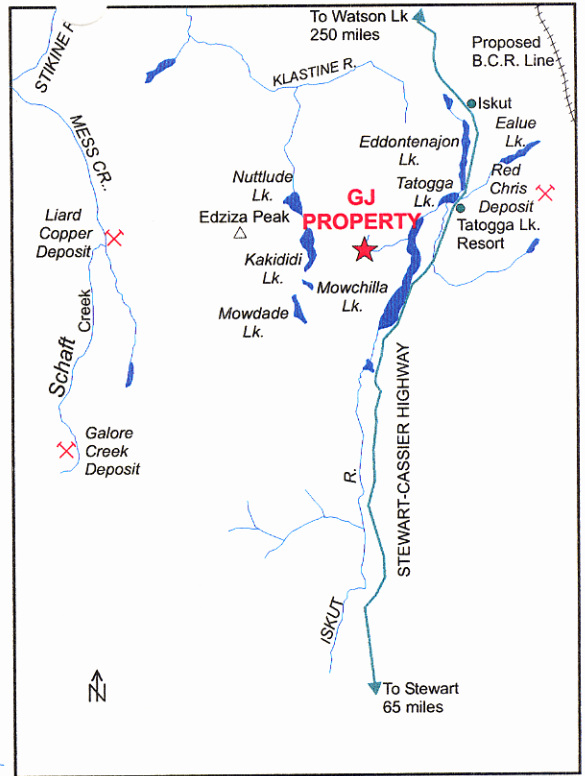 To Watson Lk
250 miles
Proposed
B.C.R. Line
STIKINE R
KLASTINE R.
Iskut
MESS CR..
Eddontenajon
Lk.
Ealue
Lk.
Nuttlude
Lk.
Tatogga
Lk.
Red
Chris
Deposit
GJ
PROPERTY
Edziza Peak
Tatogga Lk.
Resort
Liard
Copper
Deposit
Kakididi
Lk.
Mowchilla
Lk.
Mowdade
Lk.
Schaft Creek
Galore
Creek
Deposit
STEWART-CASSIER HIGHWAY
ISKUT R.
N
To Stewart
65 miles